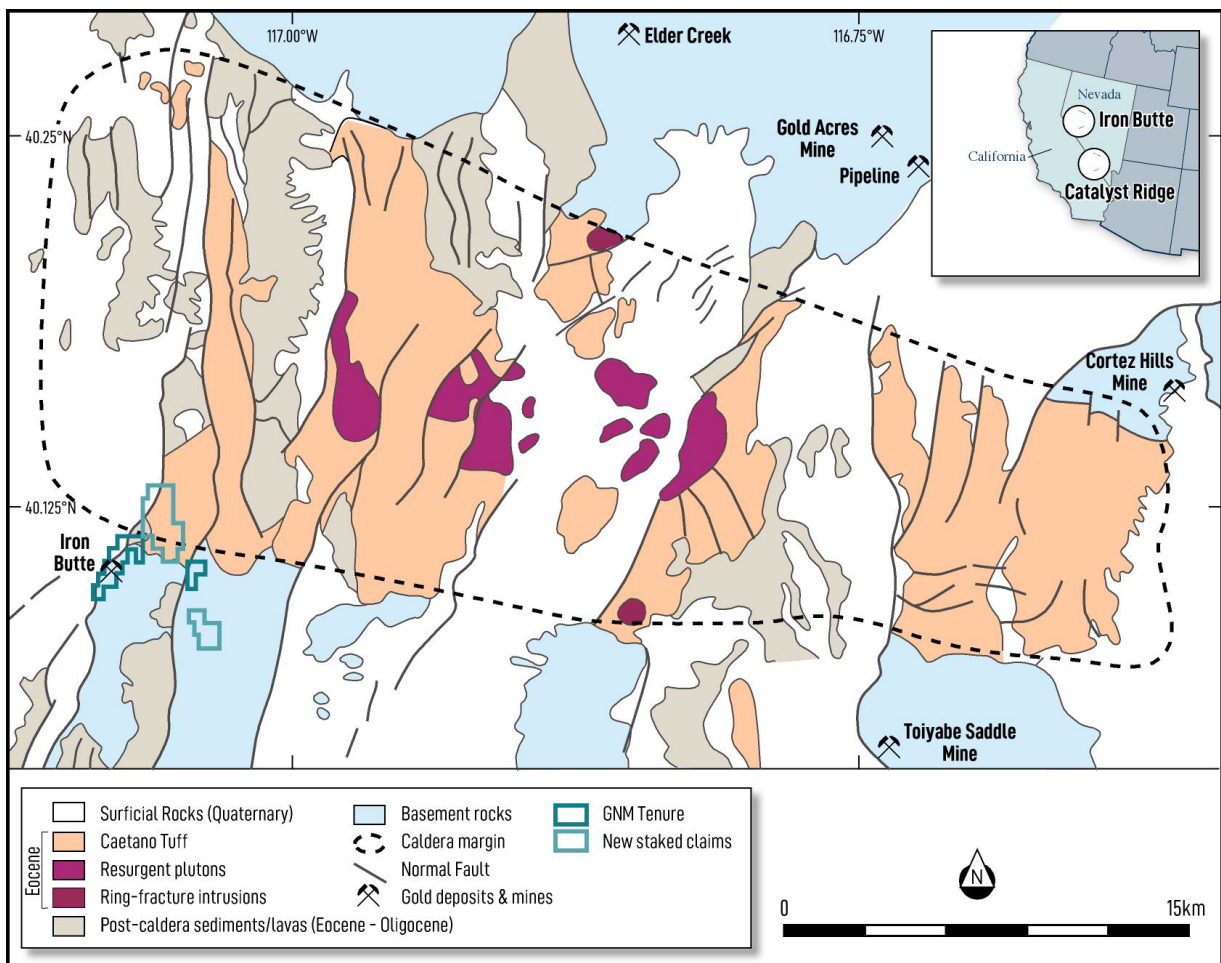 117.00°W
Elder Creek
116.75°W
Nevada
Iron Butte
California
Catalyst Ridge
40.25°N
Gold Acres
Mine
Pipeline
Cortez Hills
Mine
40.125°N
Iron
Butte
Toiyabe Saddle
Mine
Surficial Rocks (Quaternary)
Basement rocks
GNM Tenure
Eocene
Caetano Tuff
Caldera margin
New staked claims
Resurgent plutons
Normal Fault
Ring-fracture intrusions
Gold deposits & mines
Post-caldera sediments/lavas (Eocene - Oligocene)
N
0
15km